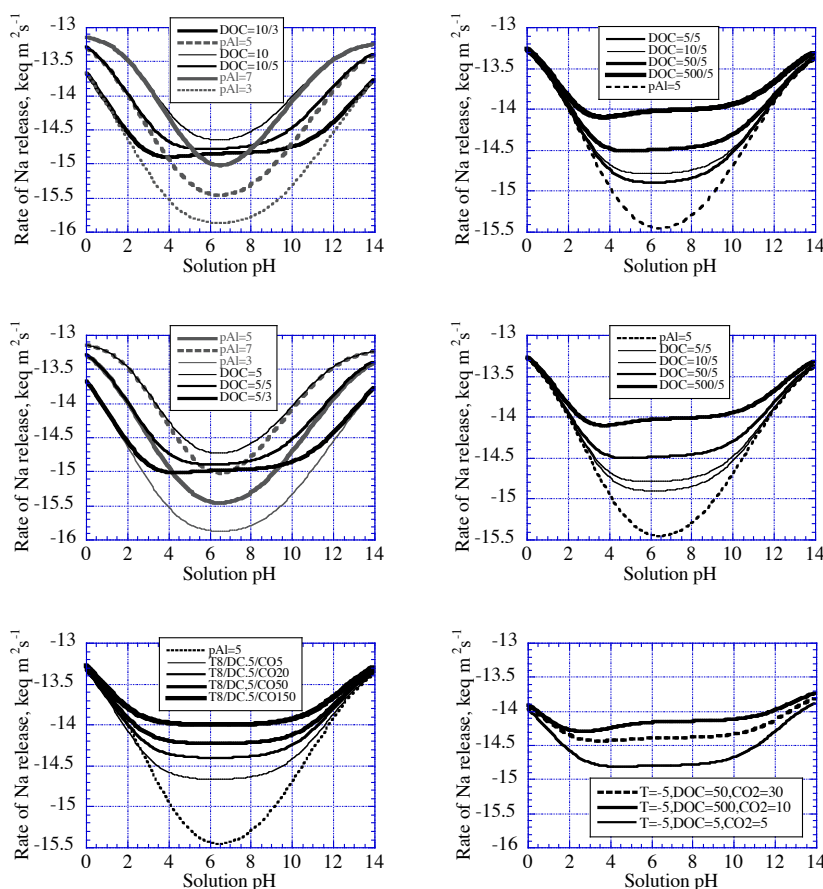 Rate of Na release, keq m⁻²s⁻¹
-13
-13.5
-14
-14.5
-15
-15.5
-16
DOC=10/3
pAl=5
DOC=10
DOC=10/5
pAl=7
pAl=3
0 2 4 6 8 10 12 14
Solution pH
Rate of Na release, keq m⁻²s⁻¹
-13
-13.5
-14
-14.5
-15
-15.5
DOC=5/5
DOC=10/5
DOC=50/5
DOC=500/5
pAl=5
0 2 4 6 8 10 12 14
Solution pH
Rate of Na release, keq m⁻²s⁻¹
-13
-13.5
-14
-14.5
-15
-15.5
-16
pAl=5
pAl=7
pAl=3
DOC=5
DOC=5/5
DOC=5/3
0 2 4 6 8 10 12 14
Solution pH
Rate of Na release, keq m⁻²s⁻¹
-13
-13.5
-14
-14.5
-15
-15.5
pAl=5
DOC=5/5
DOC=10/5
DOC=50/5
DOC=500/5
0 2 4 6 8 10 12 14
Solution pH
Rate of Na release, keq m⁻²s⁻¹
-13
-13.5
-14
-14.5
-15
-15.5
pAl=5
T8/DC.5/CO5
T8/DC.5/CO20
T8/DC,5/CO50
T8/DC,5/CO150
0 2 4 6 8 10 12 14
Solution pH
Rate of Na release, keq m⁻²s⁻¹
-13
-13.5
-14
-14.5
-15
-15.5
-16
T=-5,DOC=50,CO2=30
T=-5,DOC=500,CO2=10
T=-5,DOC=5,CO2=5
0 2 4 6 8 10 12 14
Solution pH